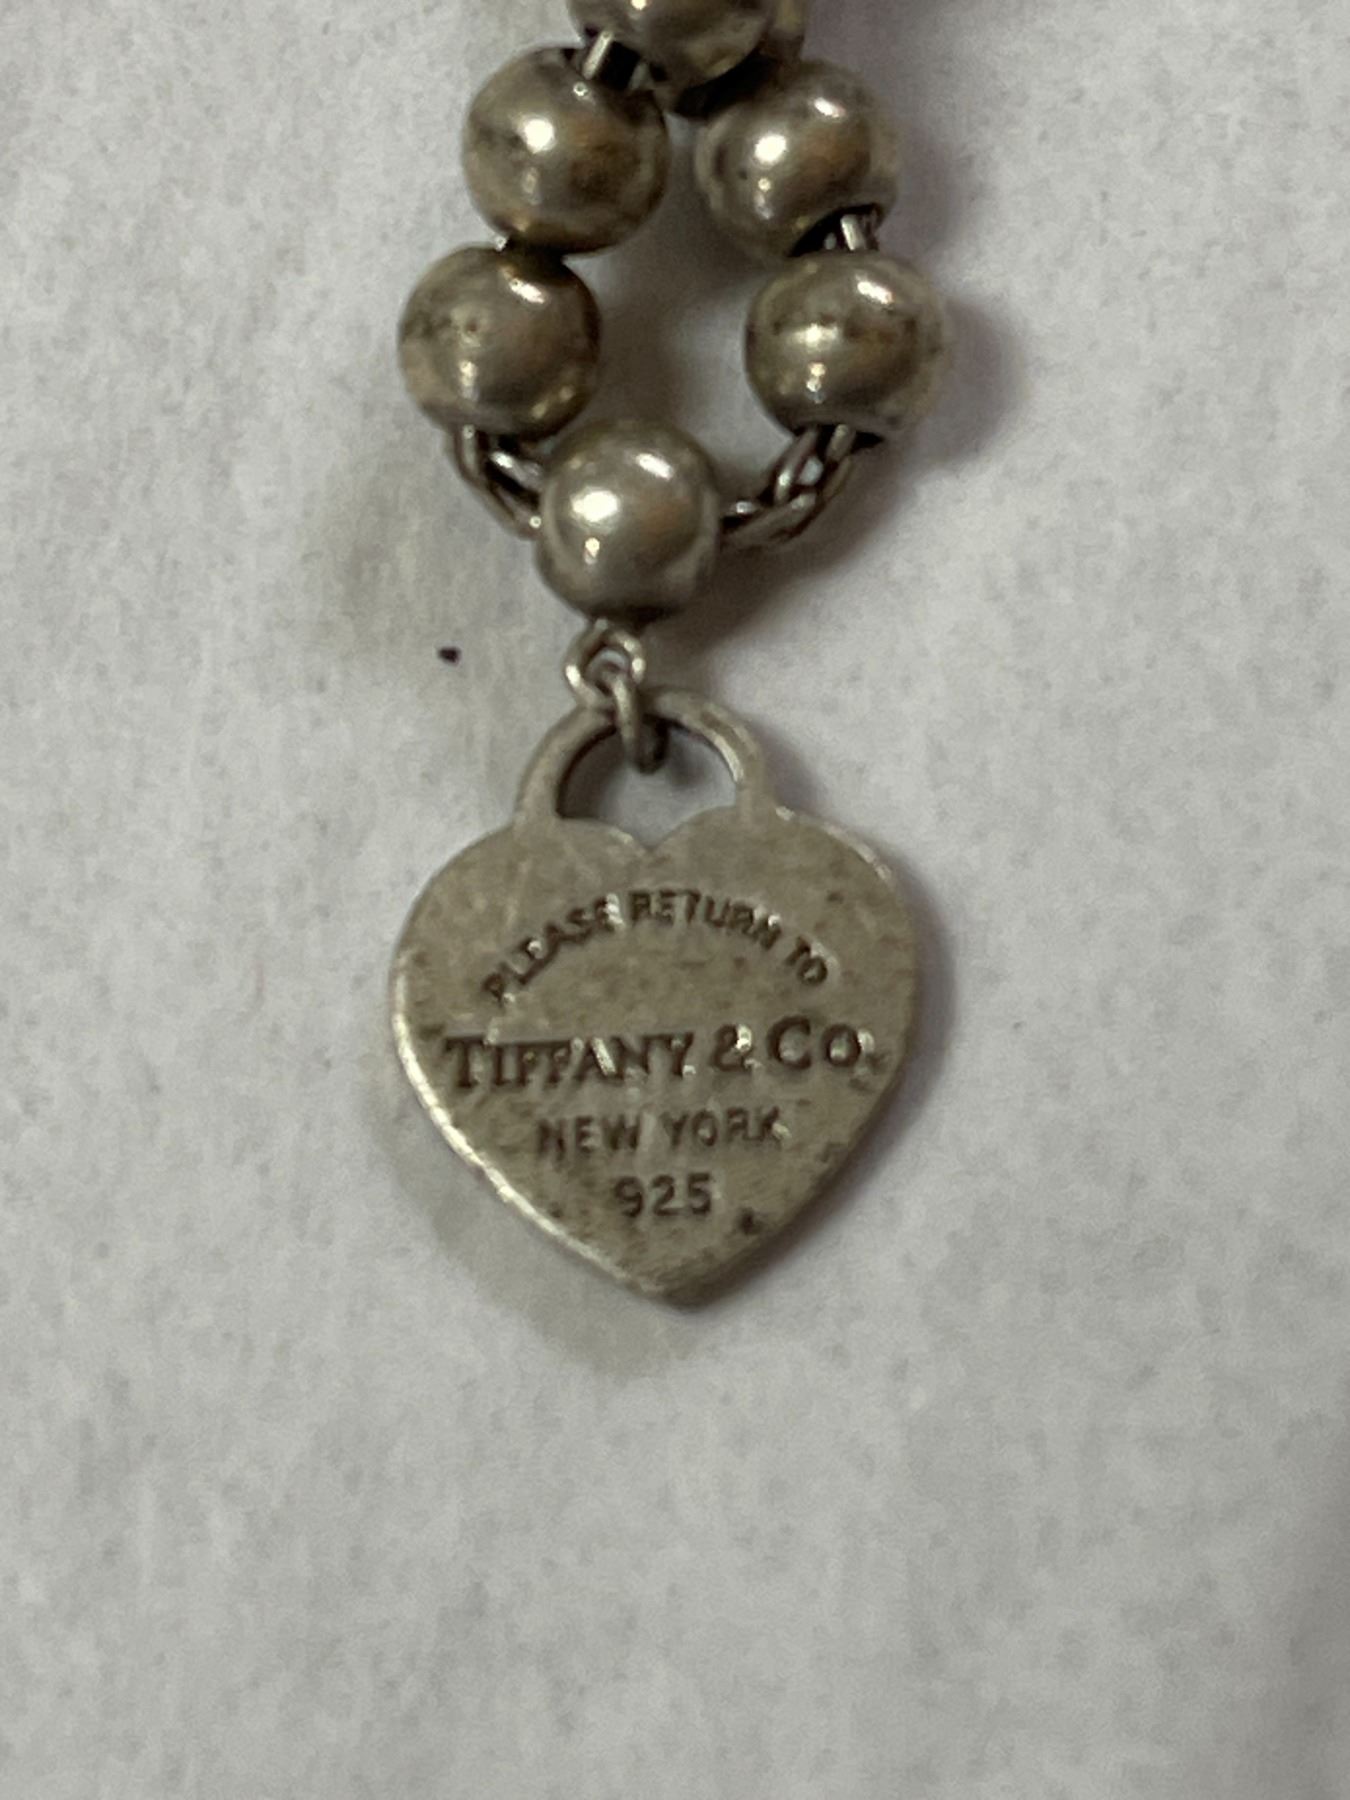 PLEASE RETURN TO
TIFFANY & CO.
NEW YORK
925